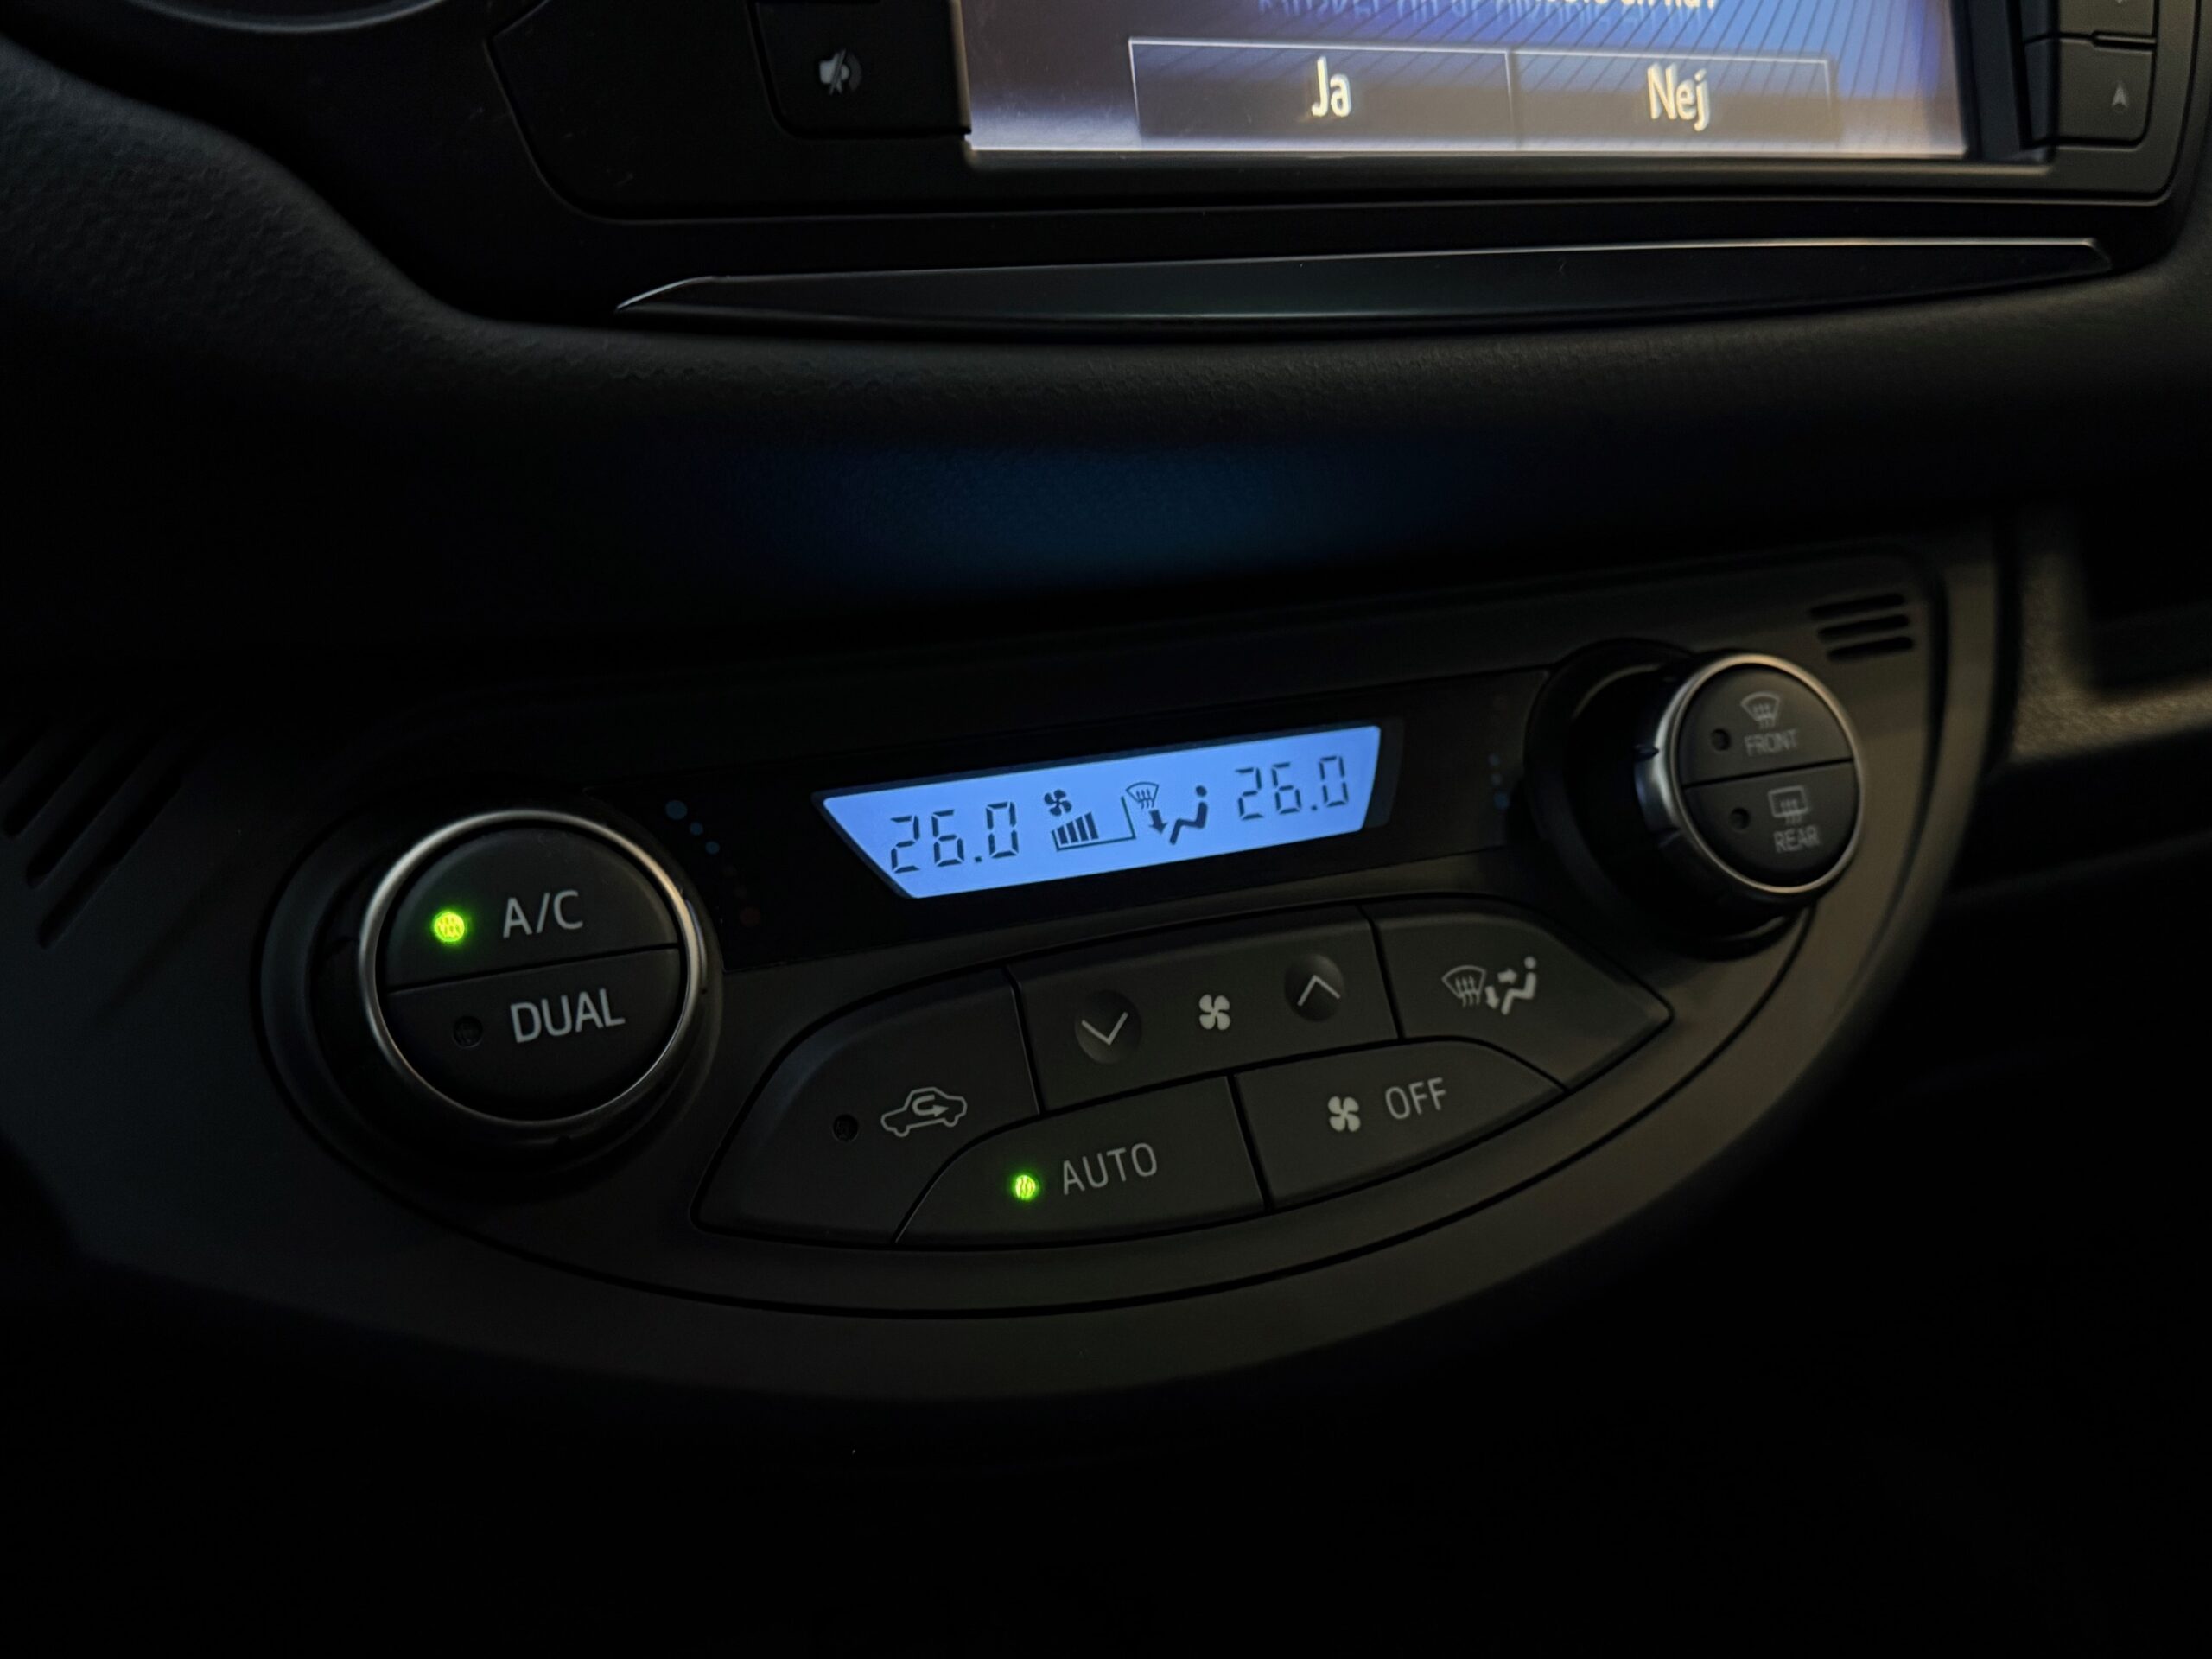 Ja
Nej
26.0
26.0
FRONT
REAR
A/C
DUAL
AUTO
OFF